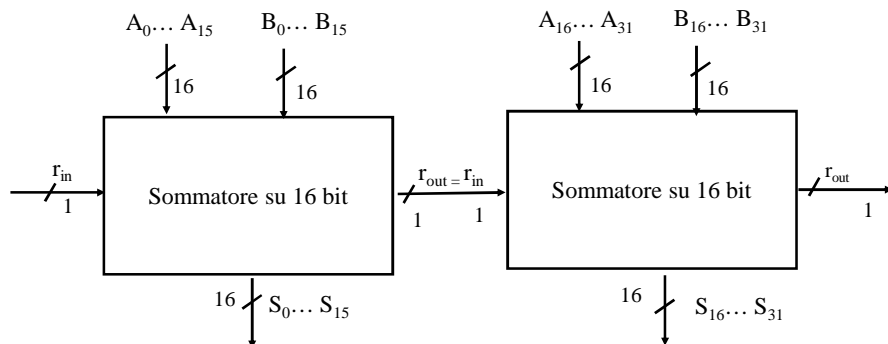 A0… A15
B0… B15
16
16
rin
1
Sommatore su 16 bit
rout = rin
1
1
16
S0… S15
A16… A31
B16… B31
16
16
Sommatore su 16 bit
rout
1
16
S16… S31